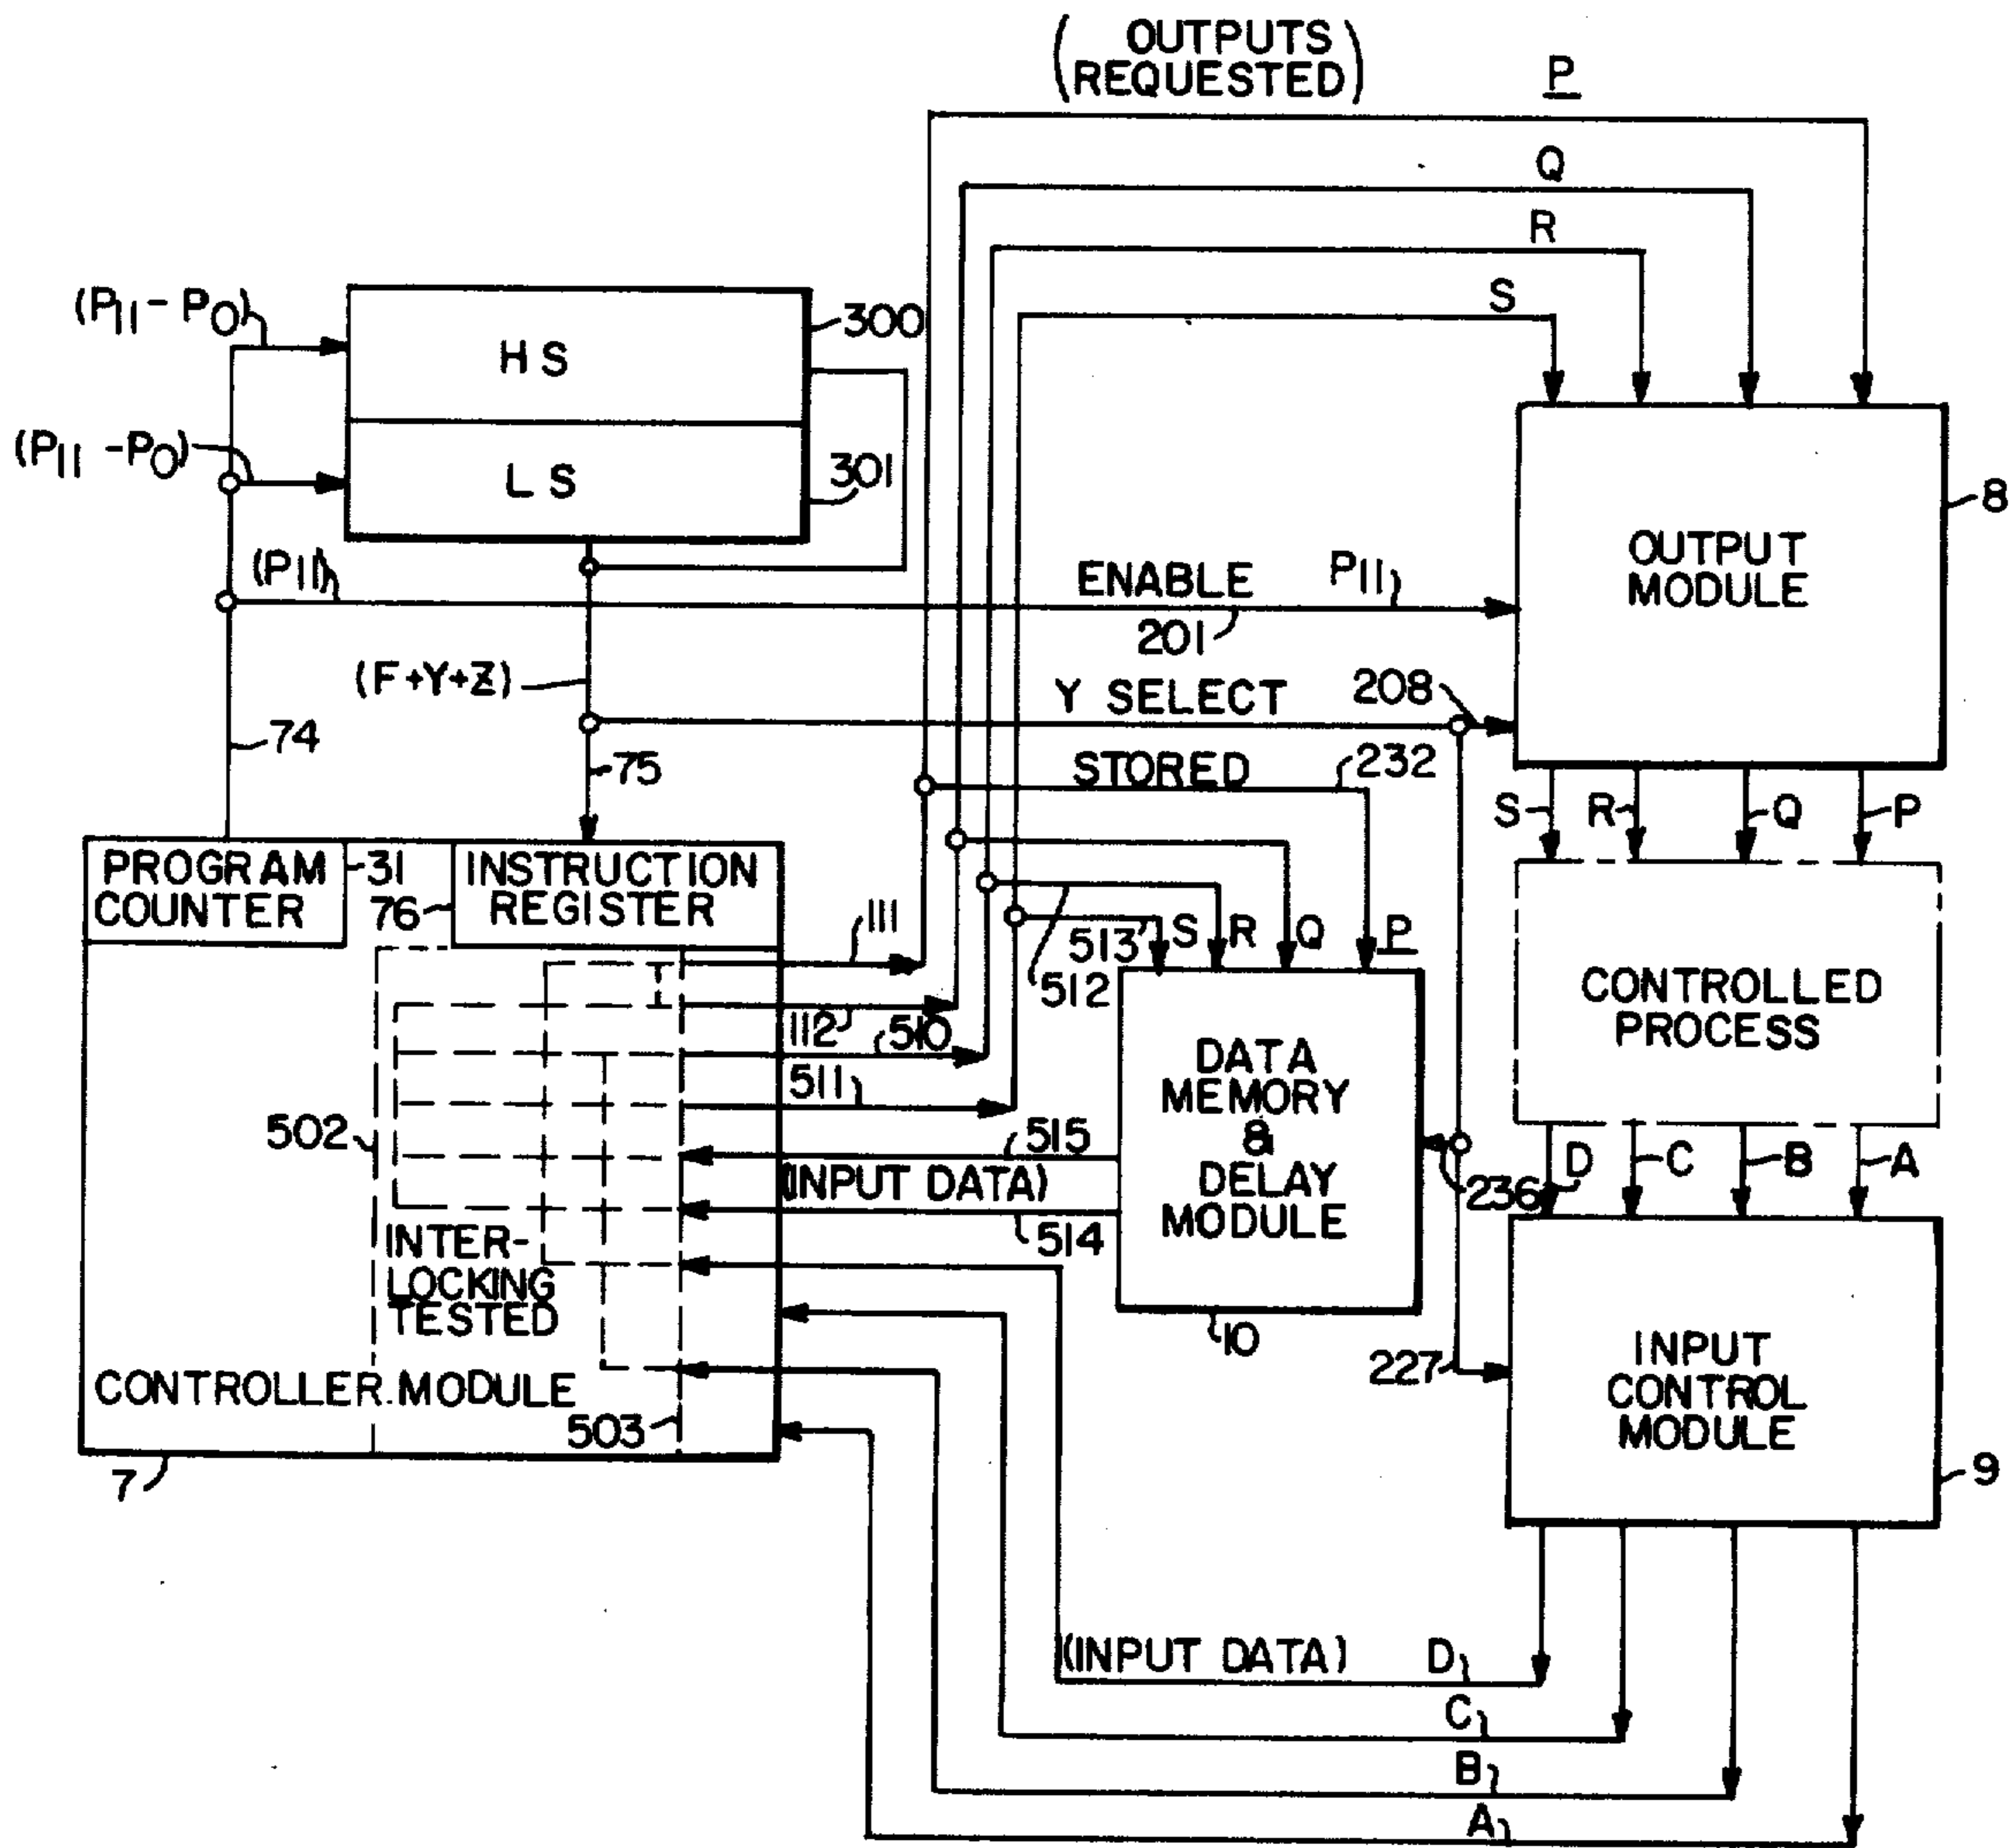 (OUTPUTS
REQUESTED)
P
Q
R
S
(P11 - P0)
HS
300
(P11 - P0)
LS
301
8
OUTPUT
MODULE
(P11)
ENABLE
P11
201
(F+Y+Z)
Y SELECT
208
74
75
STORED
232
S
R
Q
P
PROGRAM
COUNTER
31
76
INSTRUCTION
REGISTER
111
513
S
R
Q
P
512
CONTROLLED
PROCESS
112
510
511
DATA
MEMORY
&
DELAY
MODULE
502
515
(INPUT DATA)
514
D
C
B
A
236
INTER-
LOCKING
TESTED
10
227
INPUT
CONTROL
MODULE
CONTROLLER MODULE
503
7
9
(INPUT DATA)
D
C
B
A